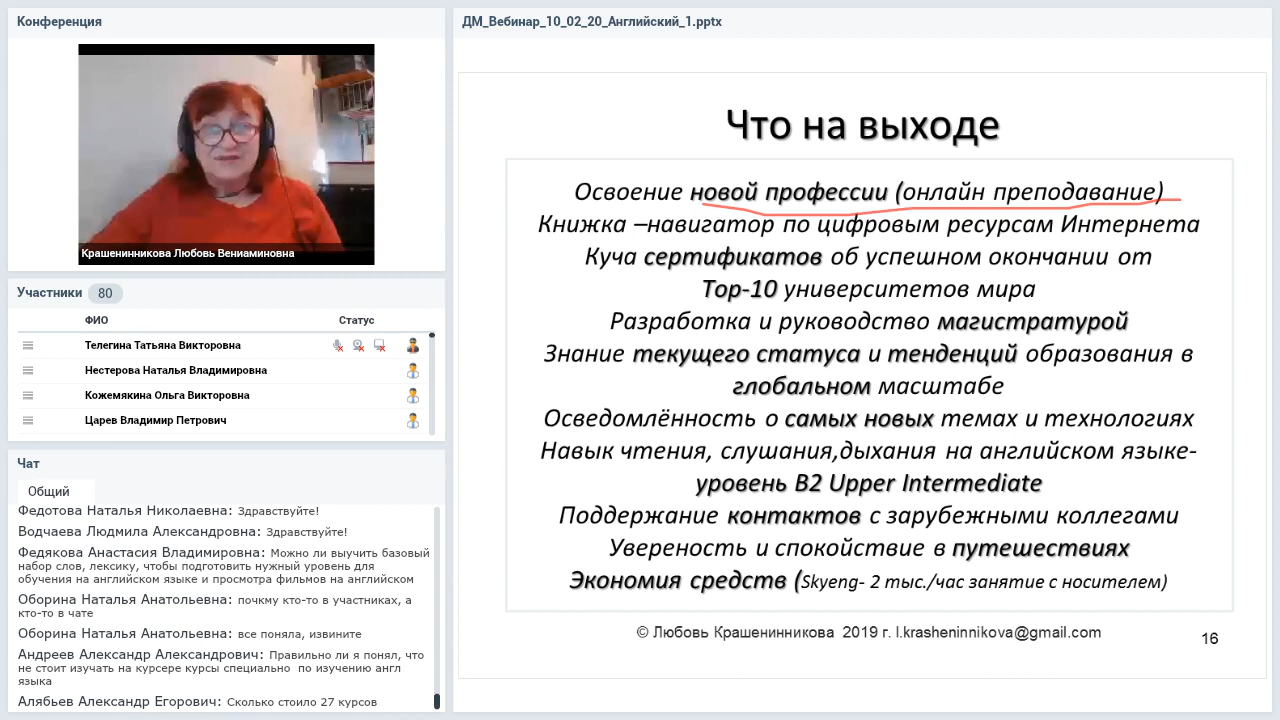 Конференция
Крашенинникова Любовь Вениаминовна
Участники 80
ФИО Статус
Телегина Татьяна Викторовна
Нестерова Наталья Владимировна
Кожемякина Ольга Викторовна
Царев Владимир Петрович
Чат
Общий
Федотова Наталья Николаевна: Здравствуйте!
Водчаева Людмила Александровна: Здравствуйте!
Федякова Анастасия Владимировна: Можно ли выучить базовый
набор слов, лексику, чтобы подготовить нужный уровень для
обучения на английском языке и просмотра фильмов на английском
Оборина Наталья Анатольевна: почкму кто-то в участниках, а
кто-то в чате
Оборина Наталья Анатольевна: все поняла, извините
Андреев Александр Александрович: Правильно ли я понял, что
не стоит изучать на курсере курсы специально по изучению англ
языка
Алябьев Александр Егорович: Сколько стоило 27 курсов
ДМ_Вебинар_10_02_20_Английский_1.pptx
Что на выходе
Освоение новой профессии (онлайн преподавание)
Книжка –навигатор по цифровым ресурсам Интернета
Куча сертификатов об успешном окончании от
Top-10 университетов мира
Разработка и руководство магистратурой
Знание текущего статуса и тенденций образования в
глобальном масштабе
Осведомлённость о самых новых темах и технологиях
Навык чтения, слушания,дыхания на английском языке-
уровень B2 Upper Intermediate
Поддержание контактов с зарубежными коллегами
Увереность и спокойствие в путешествиях
Экономия средств (Skyeng- 2 тыс./час занятие с носителем)
© Любовь Крашенинникова 2019 г. l.krasheninnikova@gmail.com
16